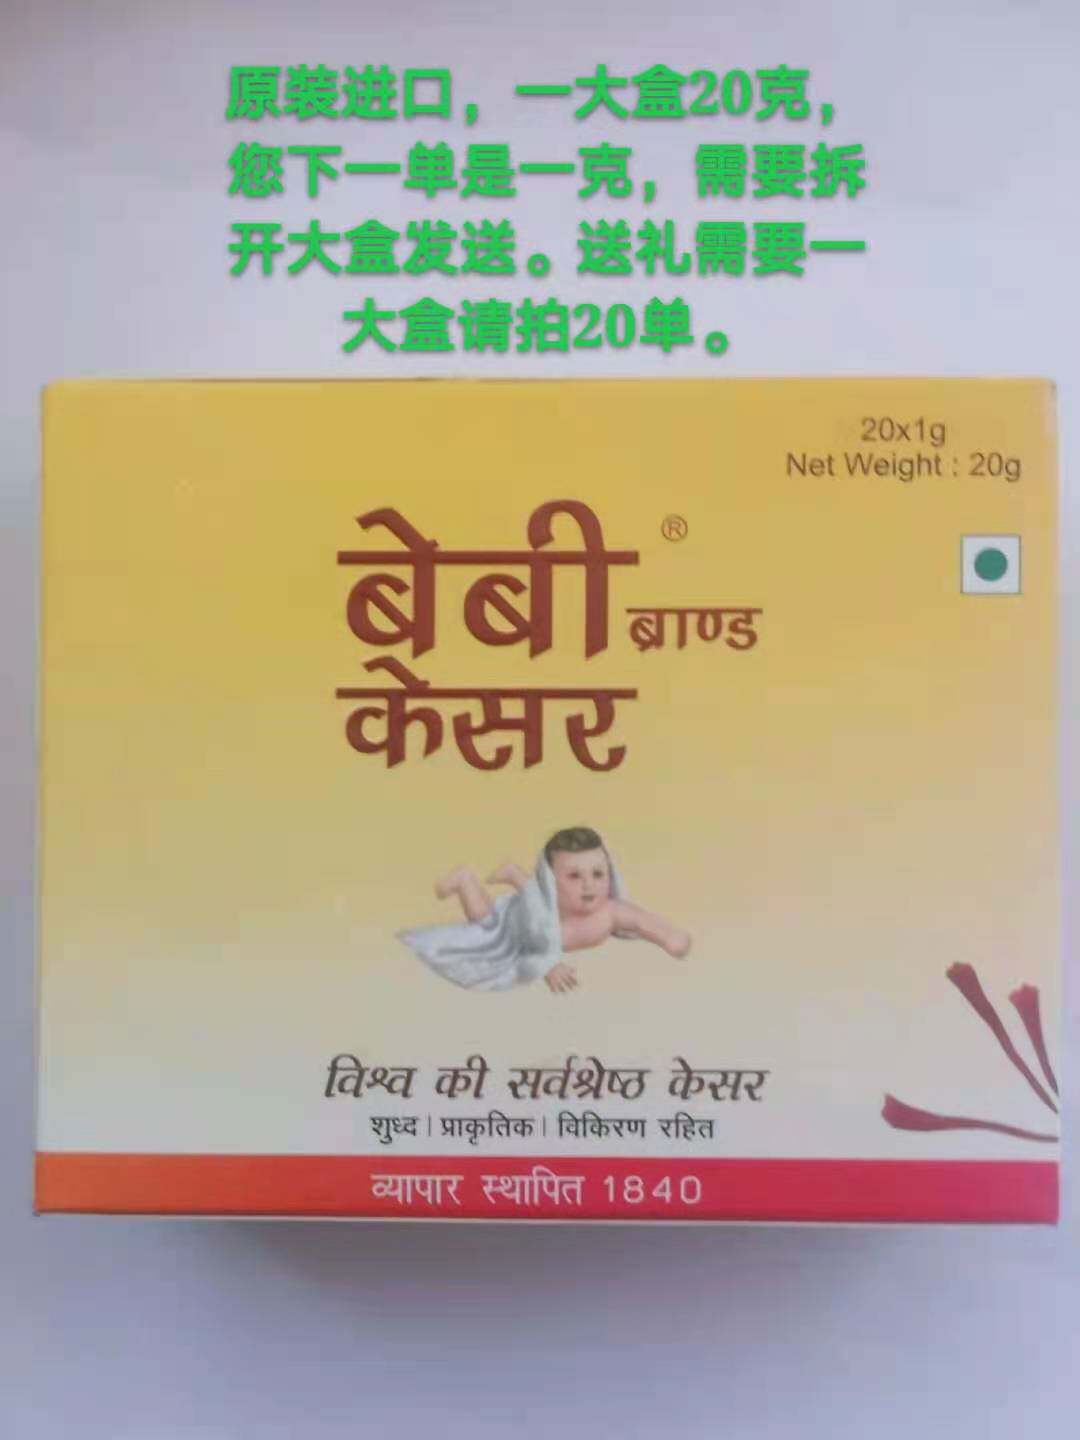 原装进口，一大盒20克，
您下一单是一克，需要拆
开大盒发送。送礼需要一
大盒请拍20单。
20x1g
Net Weight : 20g
बेबी ®
ब्राण्ड
केसर
विश्व की सर्वश्रेष्ठ केसर
शुध्द | प्राकृतिक | विकिरण रहित
व्यापार स्थापित 1840